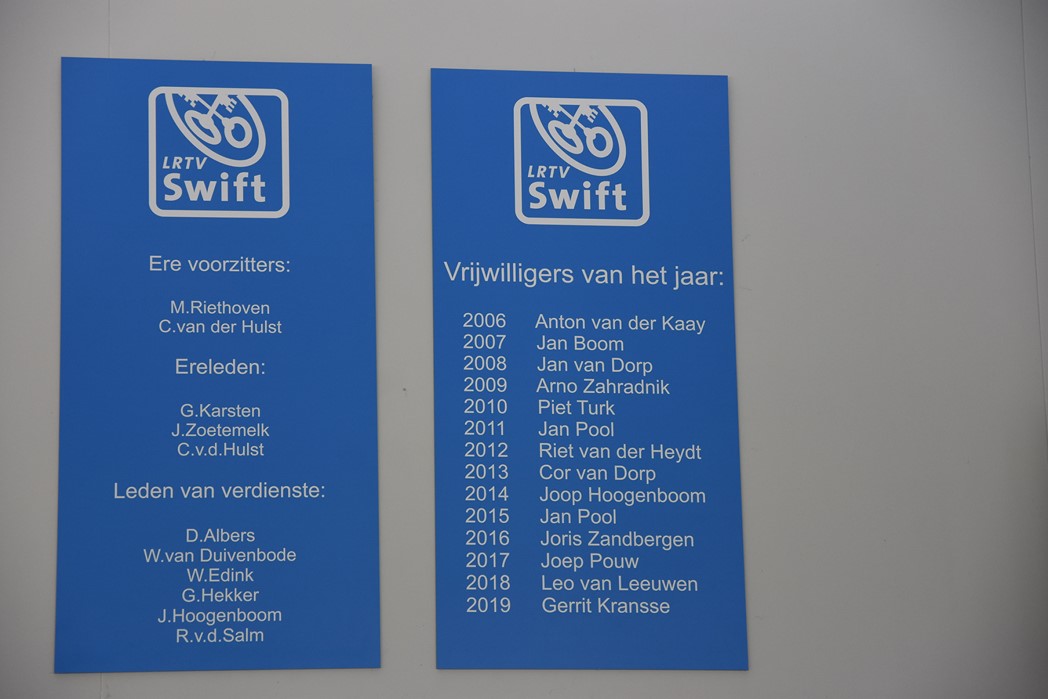 LRTV
Swift
Ere voorzitters:
M.Riethoven
C.van der Hulst
Ereleden:
G.Karsten
J.Zoetemelk
C.v.d.Hulst
Leden van verdienste:
D.Albers
W.van Duivenbode
W.Edink
G.Hekker
J.Hoogenboom
R.v.d.Salm
LRTV
Swift
Vrijwilligers van het jaar:
2006 Anton van der Kaay
2007 Jan Boom
2008 Jan van Dorp
2009 Arno Zahradnik
2010 Piet Turk
2011 Jan Pool
2012 Riet van der Heydt
2013 Cor van Dorp
2014 Joop Hoogenboom
2015 Jan Pool
2016 Joris Zandbergen
2017 Joep Pouw
2018 Leo van Leeuwen
2019 Gerrit Kransse